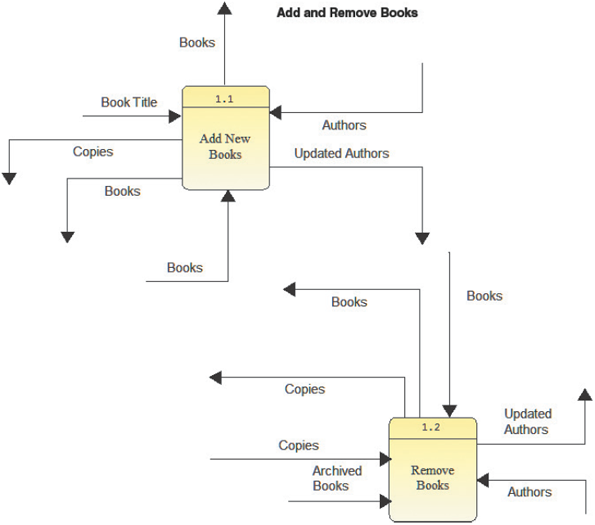 Add and Remove Books
Books
1.1
Book Title
Authors
Add New
Books
Copies
Updated Authors
Books
Books
Books
Books
Copies
Updated
Authors
1.2
Copies
Remove
Books
Archived
Books
Authors